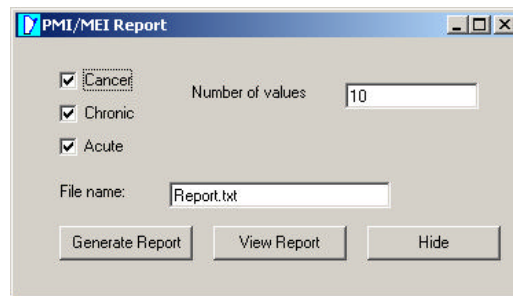 PMI/MEI Report
Cancer
Number of values 10
Chronic
Acute
File name: Report.txt
Generate Report View Report Hide